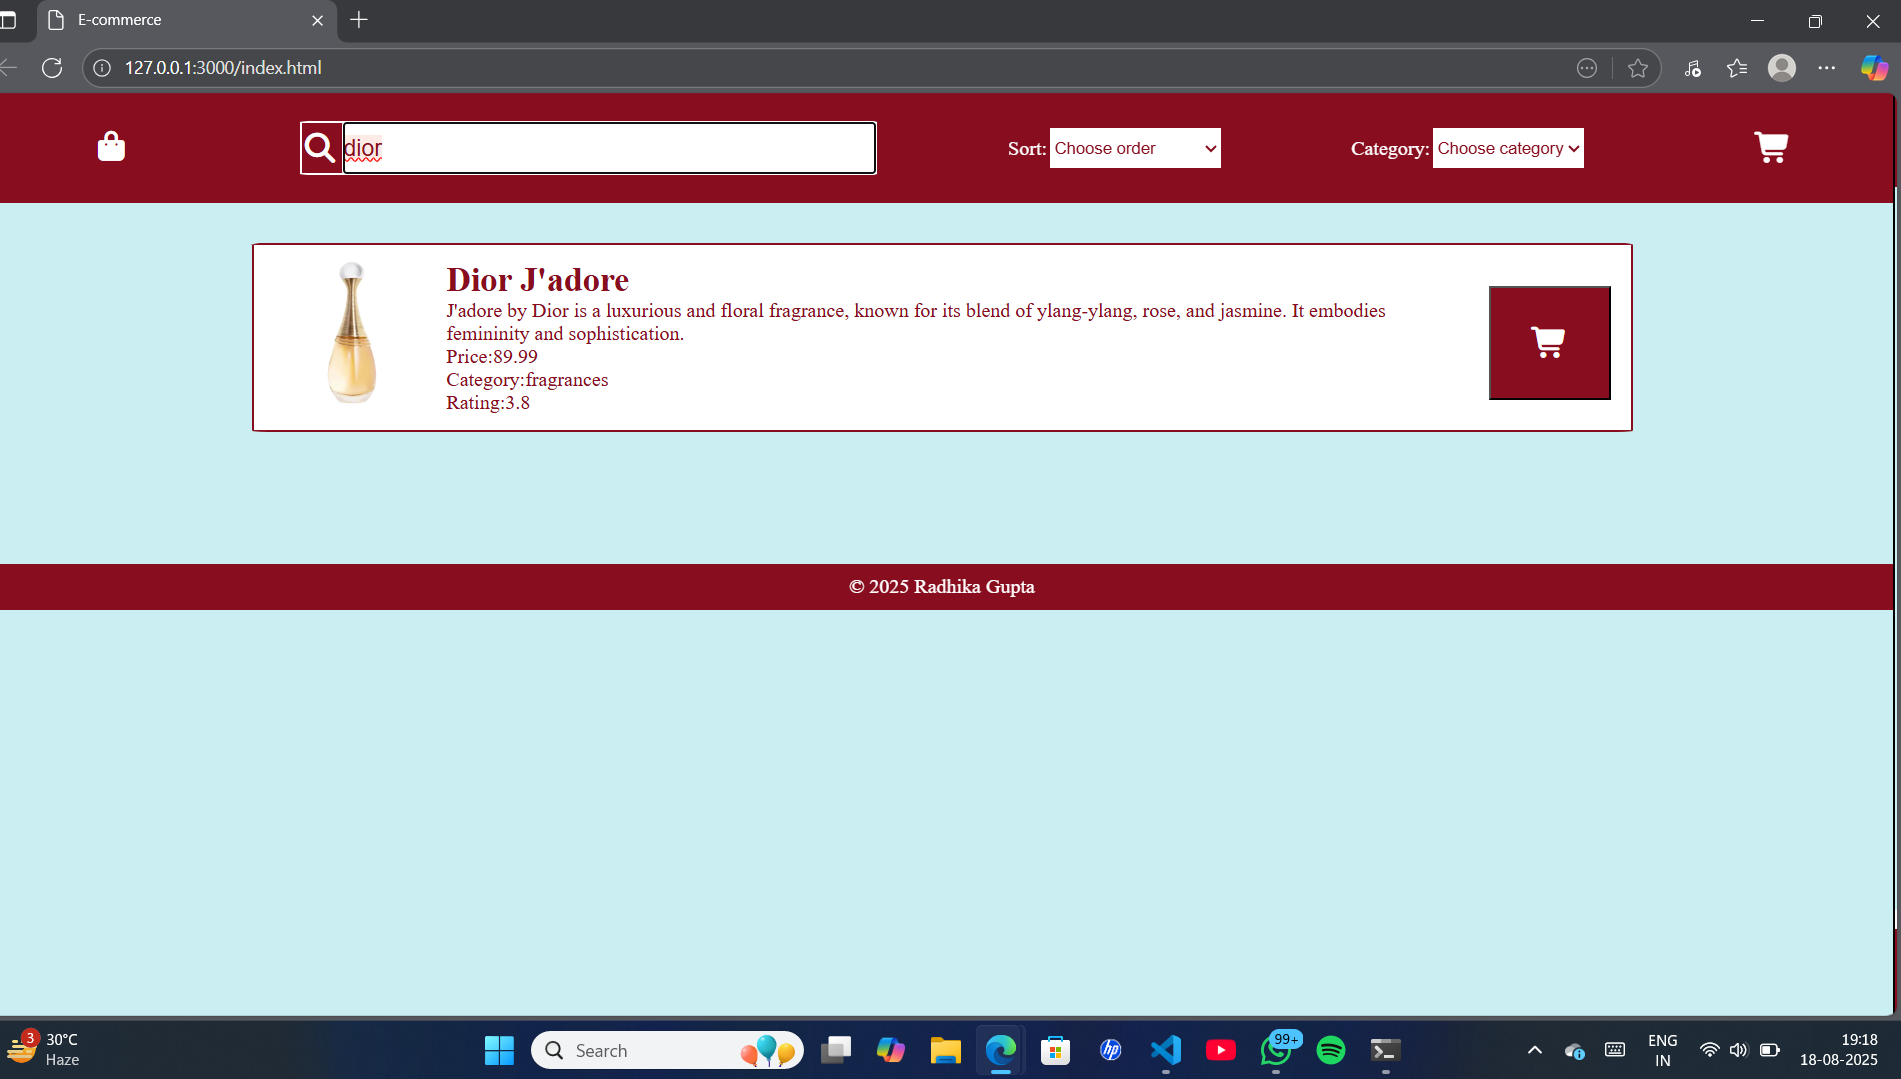 E-commerce
127.0.0.1:3000/index.html
dior
Sort: Choose order
Category: Choose category
Dior J'adore
J'adore by Dior is a luxurious and floral fragrance, known for its blend of ylang-ylang, rose, and jasmine. It embodies
femininity and sophistication.
Price:89.99
Category:fragrances
Rating:3.8
© 2025 Radhika Gupta
3
30°C
Haze
Search
hp
99+
ENG
IN
19:18
18-08-2025